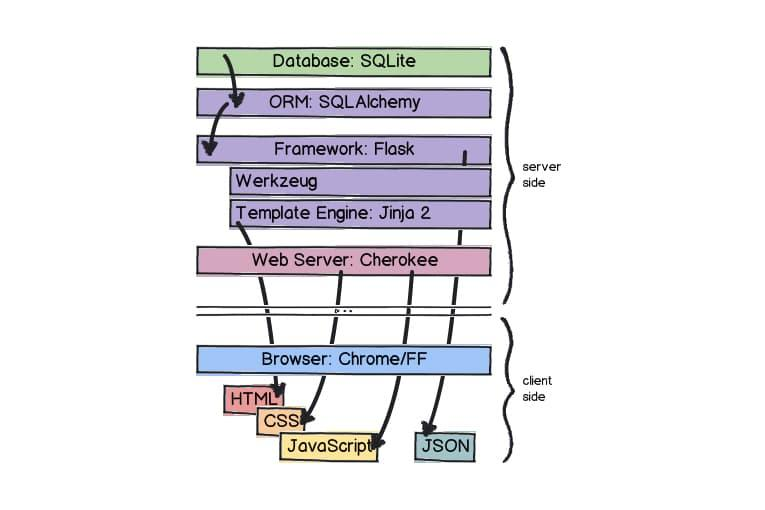 Database: SQLite
ORM: SQLAlchemy
Framework: Flask
server
side
Werkzeug
Template Engine: Jinja 2
Web Server: Cherokee
...
Browser: Chrome/FF
client
side
HTML
CSS
JavaScript
JSON